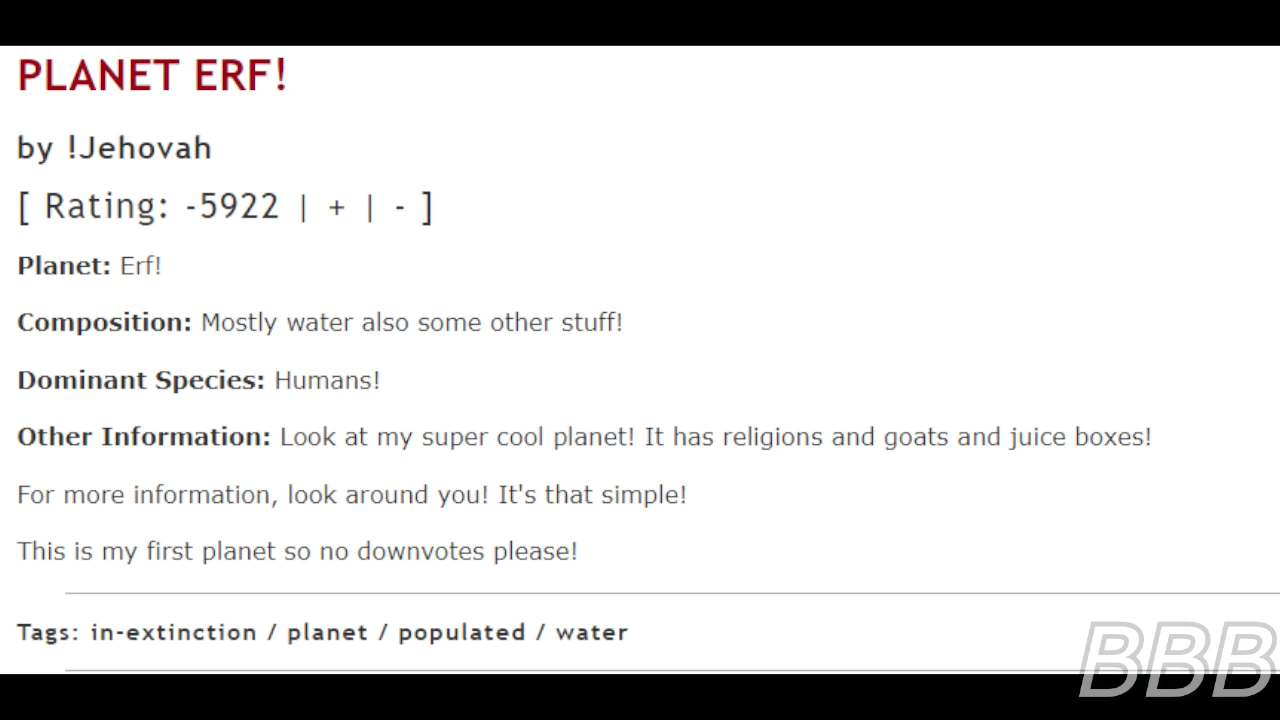 PLANET ERF!
by !Jehovah
[ Rating: -5922 | + | - ]
Planet: Erf!
Composition: Mostly water also some other stuff!
Dominant Species: Humans!
Other Information: Look at my super cool planet! It has religions and goats and juice boxes!
For more information, look around you! It's that simple!
This is my first planet so no downvotes please!
Tags: in-extinction / planet / populated / water
BBB